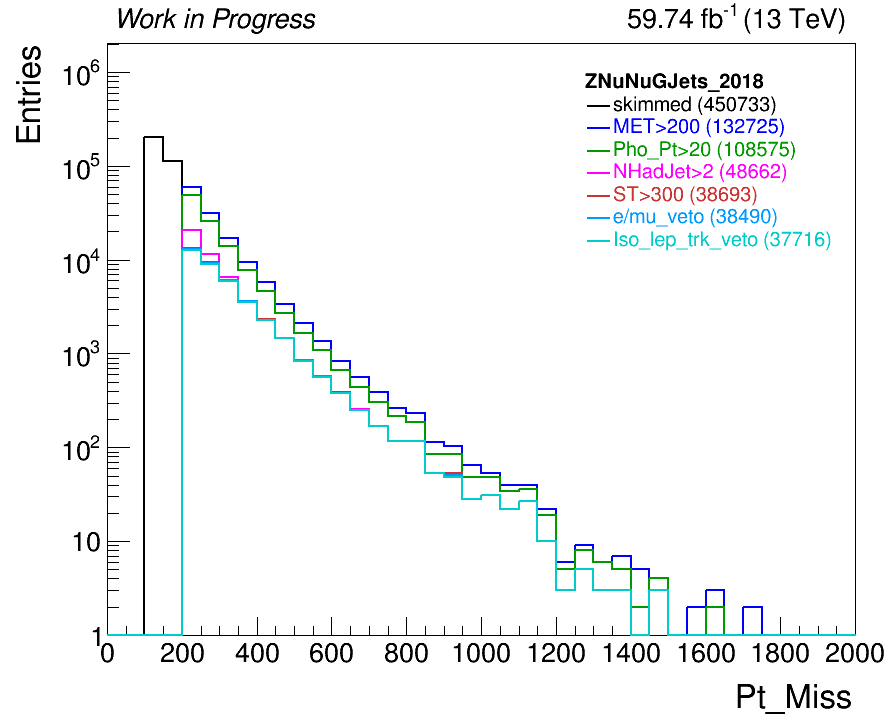 Work in Progress 59.74 fb-1 (13 TeV)
Entries
ZNuNuGJets_2018
skimmed (450733)
MET>200 (132725)
Pho_Pt>20 (108575)
NHadJet>2 (48662)
ST>300 (38693)
e/mu_veto (38490)
Iso_lep_trk_veto (37716)
10^6
10^5
10^4
10^3
10^2
10
1
0 200 400 600 800 1000 1200 1400 1600 1800 2000
Pt_Miss